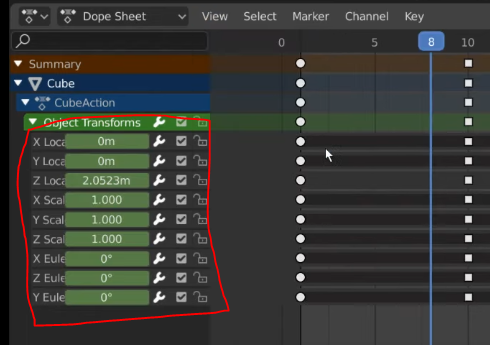 Dope Sheet View Select Marker Channel Key
0 5 8 10
Summary
Cube
CubeAction
Object Transforms
X Loca 0m
Y Loca 0m
Z Loca 2.0523m
X Scal 1.000
Y Scal 1.000
Z Scal 1.000
X Eule 0°
Z Eule 0°
Y Eule 0°